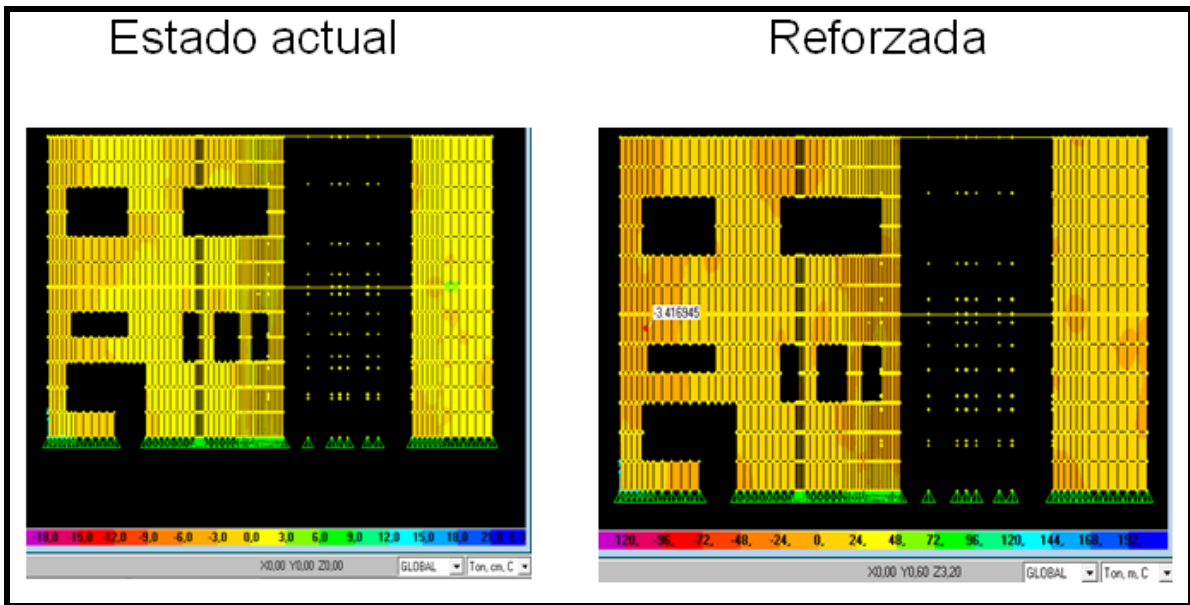 Estado actual
Reforzada
-3.416945
-18,0 -15,0 -12,0 -9,0 -6,0 -3,0 0,0 3,0 6,0 9,0 12,0 15,0 18,0
X0,00 Y0,00 Z0,00
GLOBAL
Ton, cm, C
-120, -96, -72, -48, -24, 0, 24, 48, 72, 96, 120, 144, 168, 192,
X0,00 Y0,60 Z3,20
GLOBAL
Ton, m, C